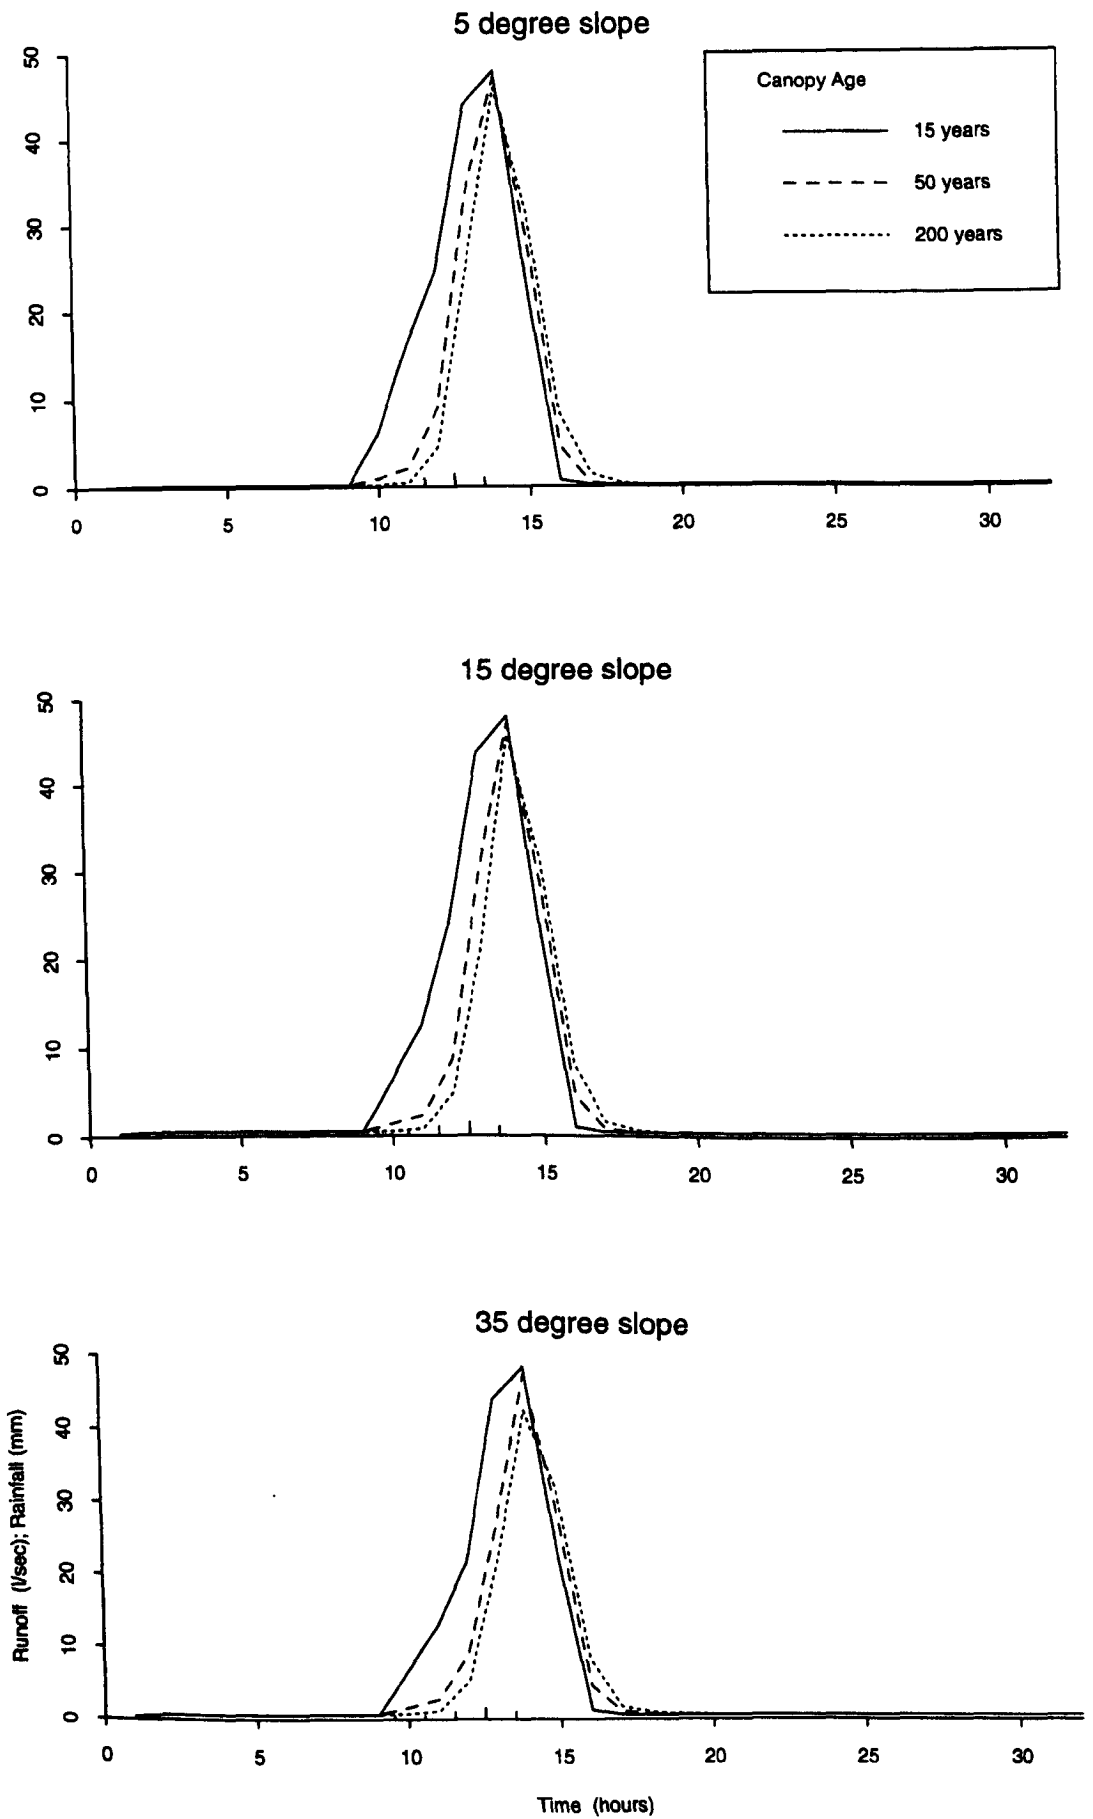 5 degree slope
50
40
30
20
10
0
0 5 10 15 20 25 30
Canopy Age
15 years
50 years
200 years
15 degree slope
50
40
30
20
10
0
0 5 10 15 20 25 30
35 degree slope
50
40
30
20
10
0
Runoff (l/sec); Rainfall (mm)
0 5 10 15 20 25 30
Time (hours)